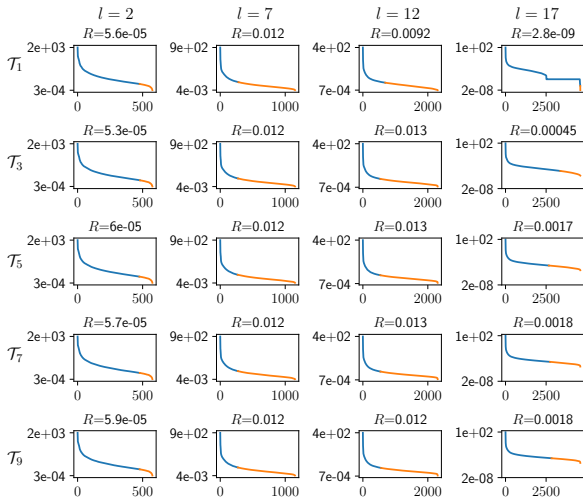 l = 2 l = 7 l = 12 l = 17
R=5.6e-05 R=0.012 R=0.0092 R=2.8e-09
𝒯1 2e+03 9e+02 4e+02 1e+02
3e-04 4e-03 7e-04 2e-08
0 500 0 1000 0 2000 0 2500
R=5.3e-05 R=0.012 R=0.013 R=0.00045
𝒯3 2e+03 9e+02 4e+02 1e+02
3e-04 4e-03 7e-04 2e-08
0 500 0 1000 0 2000 0 2500
R=6e-05 R=0.012 R=0.013 R=0.0017
𝒯5 2e+03 9e+02 4e+02 1e+02
3e-04 4e-03 7e-04 2e-08
0 500 0 1000 0 2000 0 2500
R=5.7e-05 R=0.012 R=0.013 R=0.0018
𝒯7 2e+03 9e+02 4e+02 1e+02
3e-04 4e-03 7e-04 2e-08
0 500 0 1000 0 2000 0 2500
R=5.9e-05 R=0.012 R=0.012 R=0.0018
𝒯9 2e+03 9e+02 4e+02 1e+02
3e-04 4e-03 7e-04 2e-08
0 500 0 1000 0 2000 0 2500